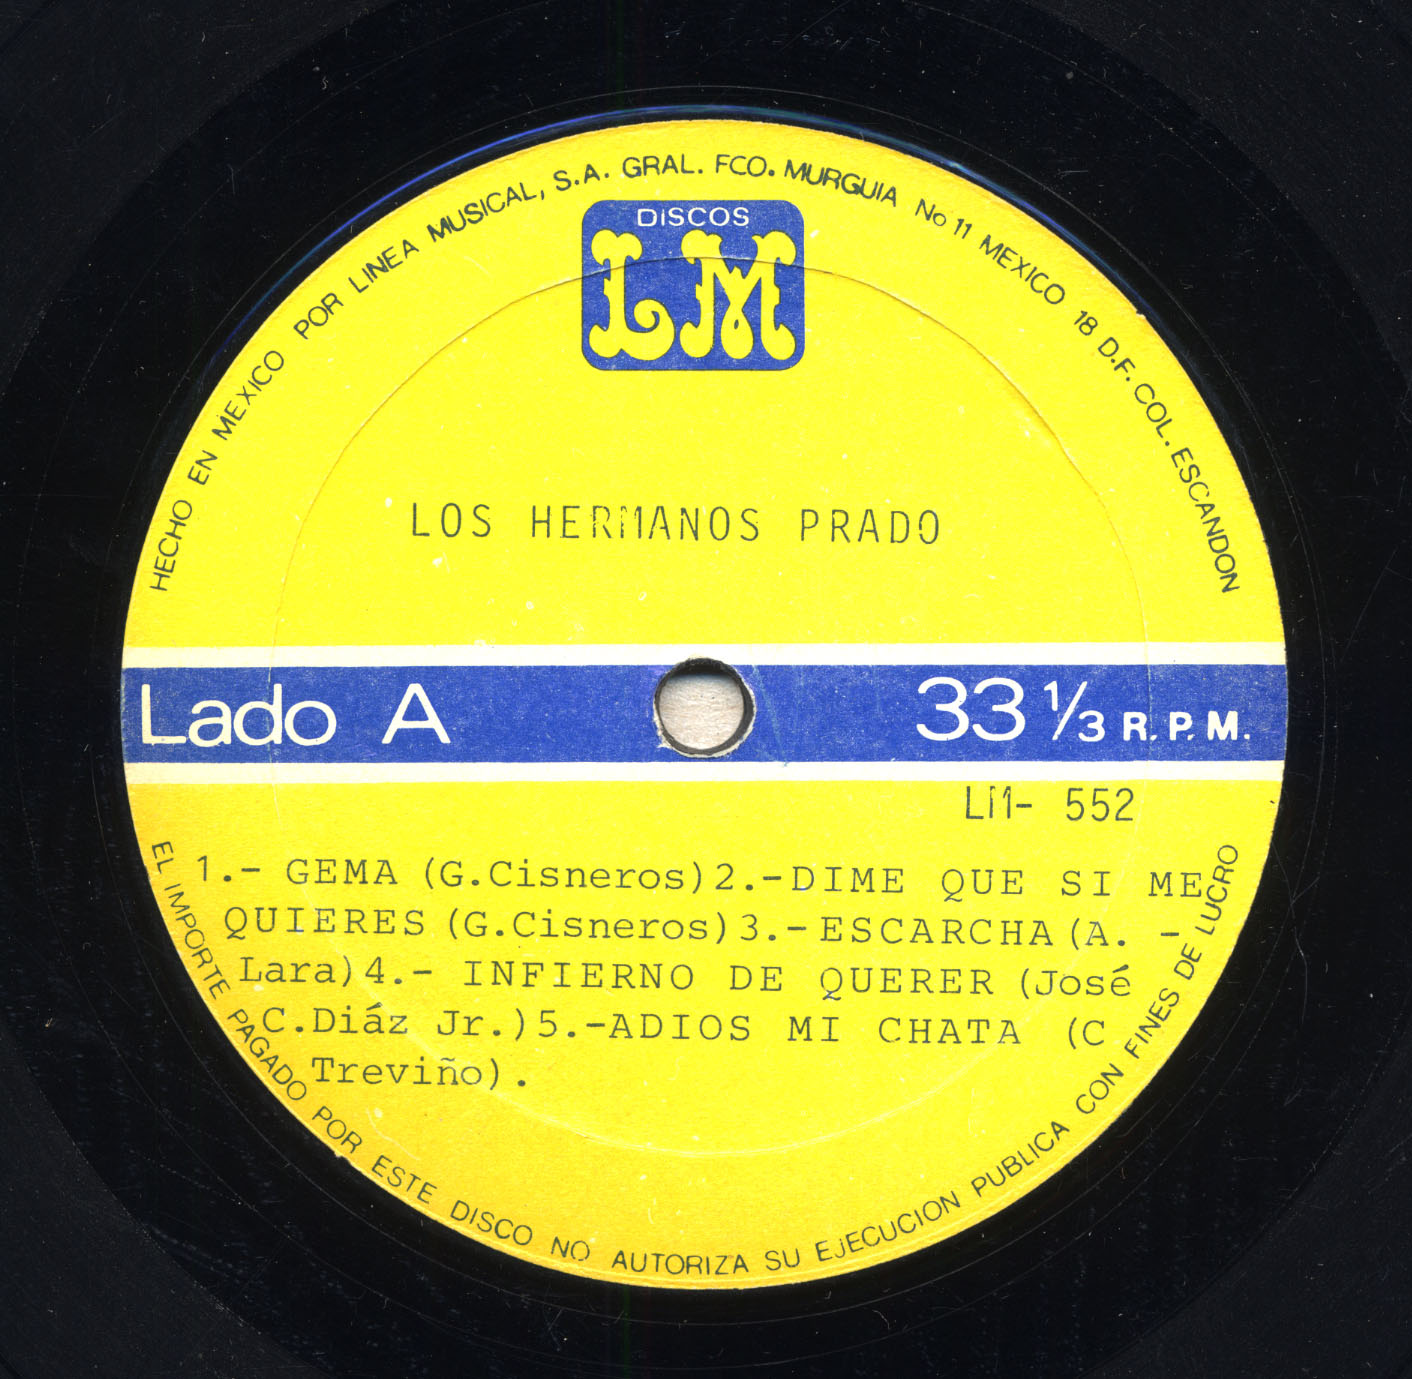 HECHO EN MEXICO POR LINEA MUSICAL, S.A. GRAL. FCO. MURGUIA No 11 MEXICO 18 D.F. COL. ESCANDON
DISCOS
LM
LOS HERMANOS PRADO
Lado A 33 1/3 R.P.M.
LM- 552
1.- GEMA (G.Cisneros)2.-DIME QUE SI ME
QUIERES (G.Cisneros)3.-ESCARCHA (A. -
Lara)4.- INFIERNO DE QUERER (José
C.Diáz Jr.)5.-ADIOS MI CHATA (C
Treviño).
EL IMPORTE PAGADO POR ESTE DISCO NO AUTORIZA SU EJECUCION PUBLICA CON FINES DE LUCRO